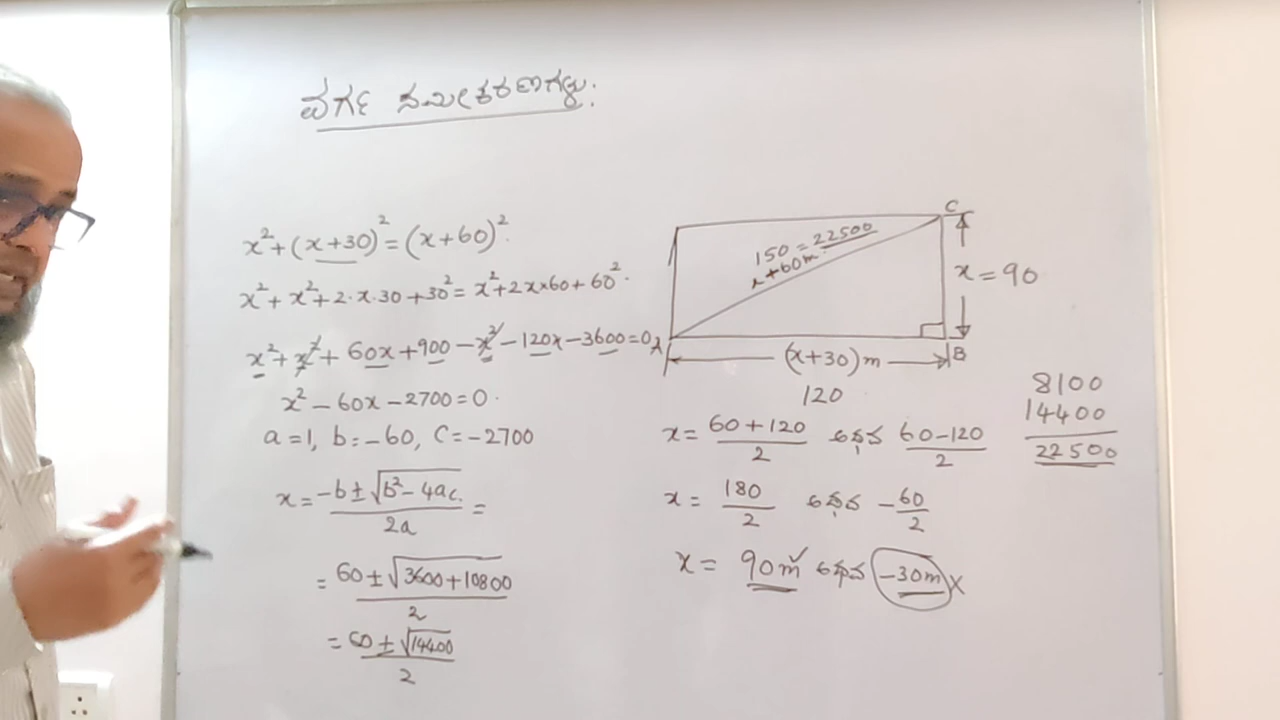 ವರ್ಗ ಸಮೀಕರಣಗಳು:
x² + (x+30)² = (x+60)².
x² + x² + 2·x·30 + 30² = x² + 2x×60 + 60².
x² + x² + 60x + 900 − x² − 120x − 3600 = 0
x² − 60x − 2700 = 0.
a = 1, b = −60, C = −2700
x = (−b ± √(b² − 4ac)) / 2a =
= (60 ± √(3600 + 10800)) / 2
= (60 ± √14400) / 2
C
150 = 22500
x+60m
x = 90
A
(x+30) m
B
120
8100
14400
22500
x = (60 + 120) / 2 ಅಥವ (60 − 120) / 2
x = 180 / 2 ಅಥವ −60 / 2
x = 90m ✓ ಅಥವ −30m X